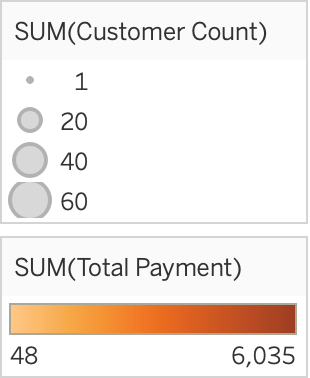 SUM(Customer Count)
1
20
40
60
SUM(Total Payment)
48 6,035